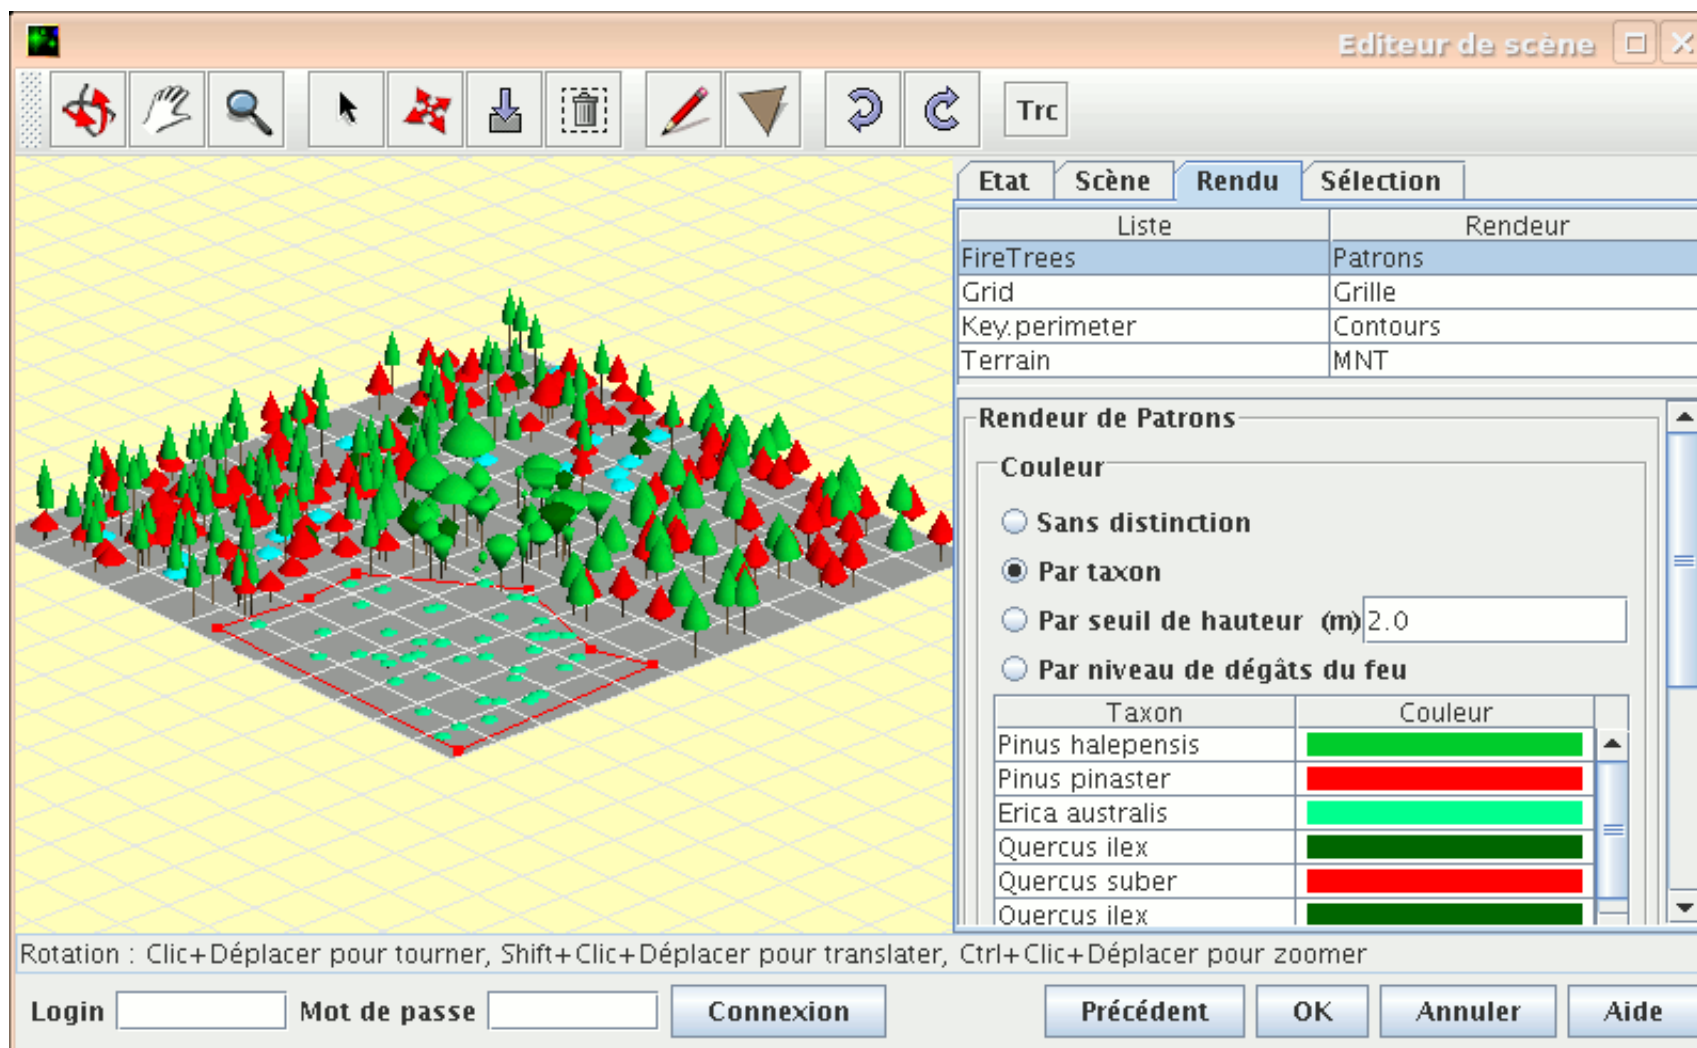 Editeur de scène
Trc
Etat Scène Rendu Sélection
Liste Rendeur
FireTrees Patrons
Grid Grille
Key.perimeter Contours
Terrain MNT
Rendeur de Patrons
Couleur
Sans distinction
Par taxon
Par seuil de hauteur (m) 2.0
Par niveau de dégâts du feu
Taxon Couleur
Pinus halepensis
Pinus pinaster
Erica australis
Quercus ilex
Quercus suber
Quercus ilex
Rotation : Clic+Déplacer pour tourner, Shift+Clic+Déplacer pour translater, Ctrl+Clic+Déplacer pour zoomer
Login Mot de passe Connexion Précédent OK Annuler Aide